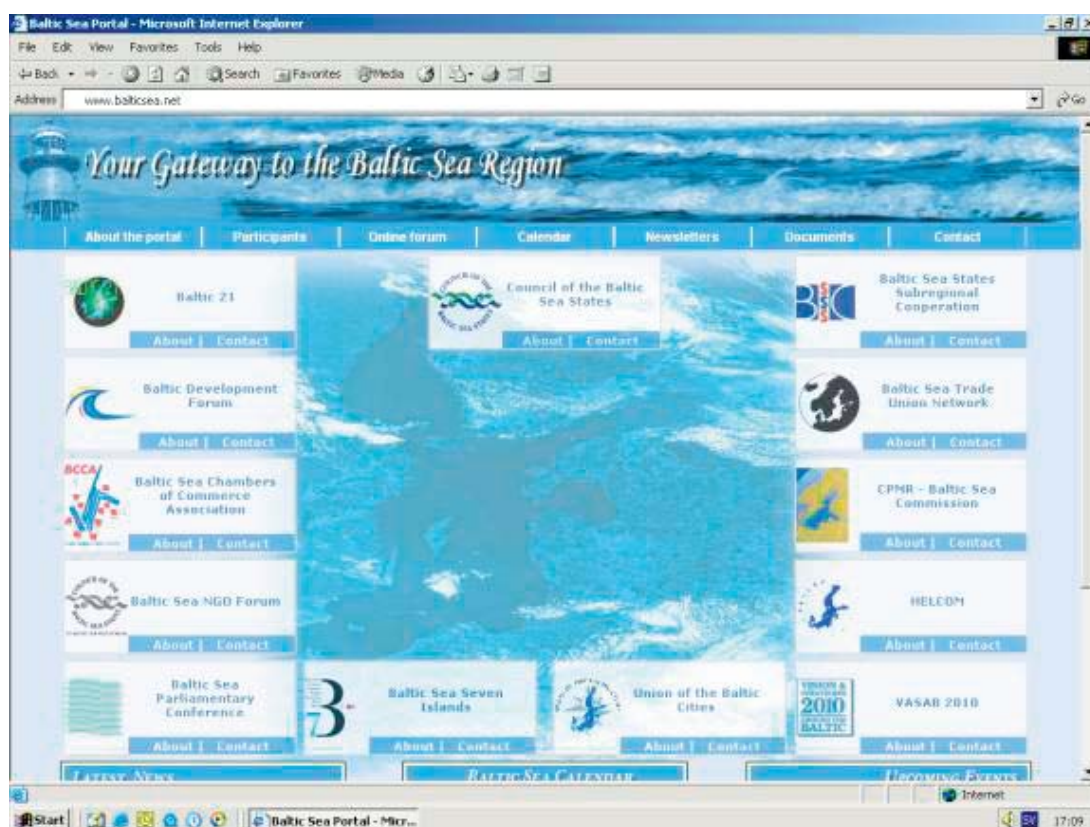 Baltic Sea Portal - Microsoft Internet Explorer
File Edit View Favorites Tools Help
Back Search Favorites Media
Address www.balticsea.net Go
Your Gateway to the Baltic Sea Region
About the portal Participants Online forum Calendar Newsletters Documents Contact
Baltic 21
About | Contact
Council of the Baltic
Sea States
About | Contact
Baltic Sea States
Subregional
Cooperation
About | Contact
Baltic Development
Forum
About | Contact
Baltic Sea Trade
Union Network
About | Contact
BCCA
Baltic Sea Chambers
of Commerce
Association
About | Contact
CPMR - Baltic Sea
Commission
About | Contact
Baltic Sea NGO Forum
About | Contact
HELCOM
About | Contact
Baltic Sea
Parliamentary
Conference
About | Contact
B
7
Baltic Sea Seven
Islands
About | Contact
Union of the Baltic
Cities
About | Contact
2010
BALTIC
VASAB 2010
About | Contact
LATEST NEWS
BALTIC SEA CALENDAR
UPCOMING EVENTS
Internet
Start Baltic Sea Portal - Micr... SV 17:09